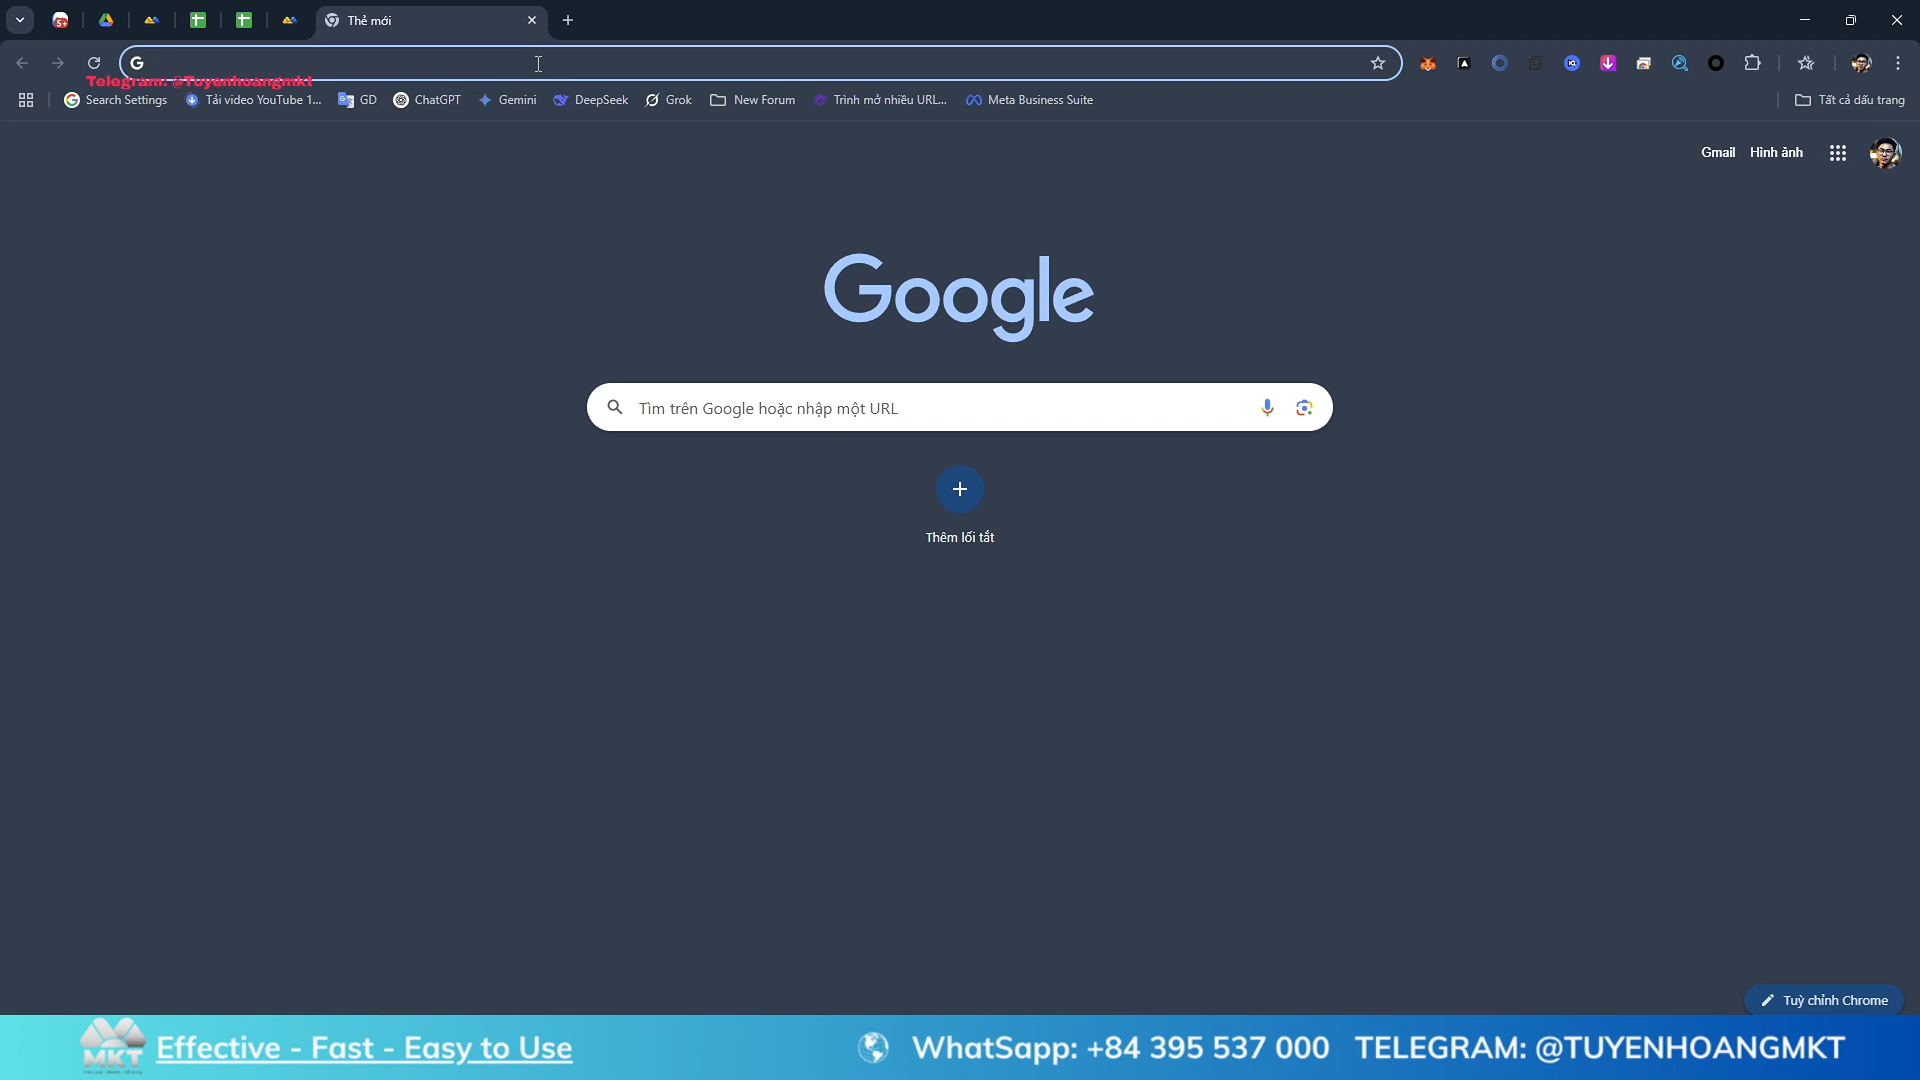 Thẻ mới
Telegram: @Tuyenhoangmkt
Search Settings
Tải video YouTube 1...
GD
ChatGPT
Gemini
DeepSeek
Grok
New Forum
Trình mở nhiều URL...
Meta Business Suite
Tất cả dấu trang
Gmail
Hình ảnh
Google
Tìm trên Google hoặc nhập một URL
Thêm lối tắt
Tuỳ chỉnh Chrome
MKT
Effective - Fast - Easy to Use
WhatSapp: +84 395 537 000
TELEGRAM: @TUYENHOANGMKT